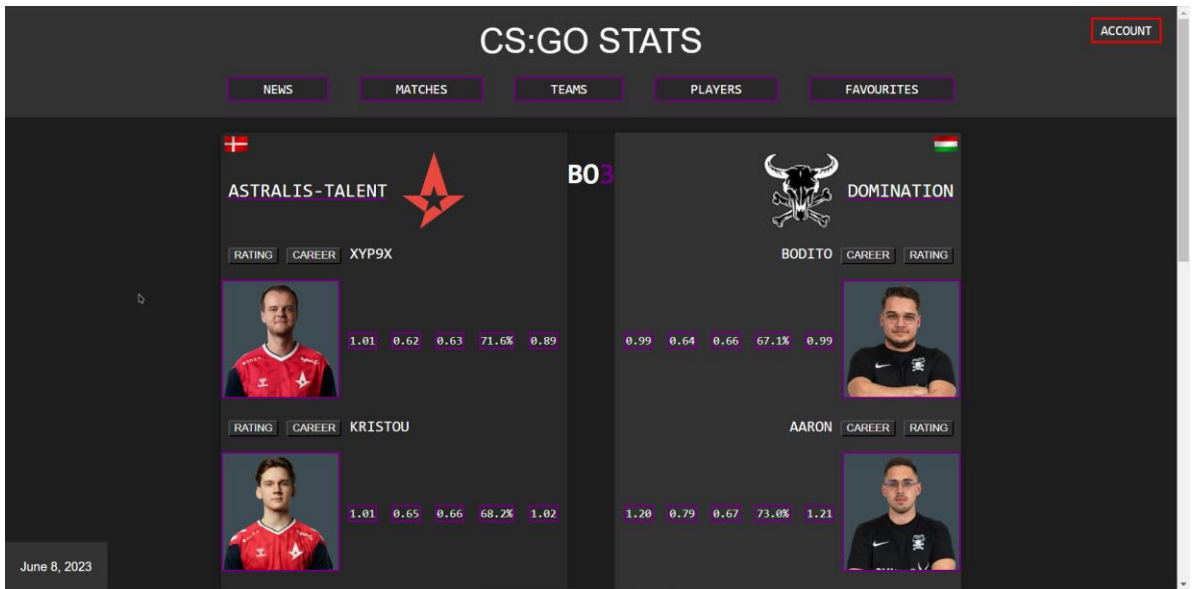 CS:GO STATS
ACCOUNT
NEWS MATCHES TEAMS PLAYERS FAVOURITES
ASTRALIS-TALENT
BO3
DOMINATION
RATING CAREER XYP9X
BODITO CAREER RATING
1.01 0.62 0.63 71.6% 0.89
0.99 0.64 0.66 67.1% 0.99
RATING CAREER KRISTOU
AARON CAREER RATING
1.01 0.65 0.66 68.2% 1.02
1.20 0.79 0.67 73.0% 1.21
June 8, 2023